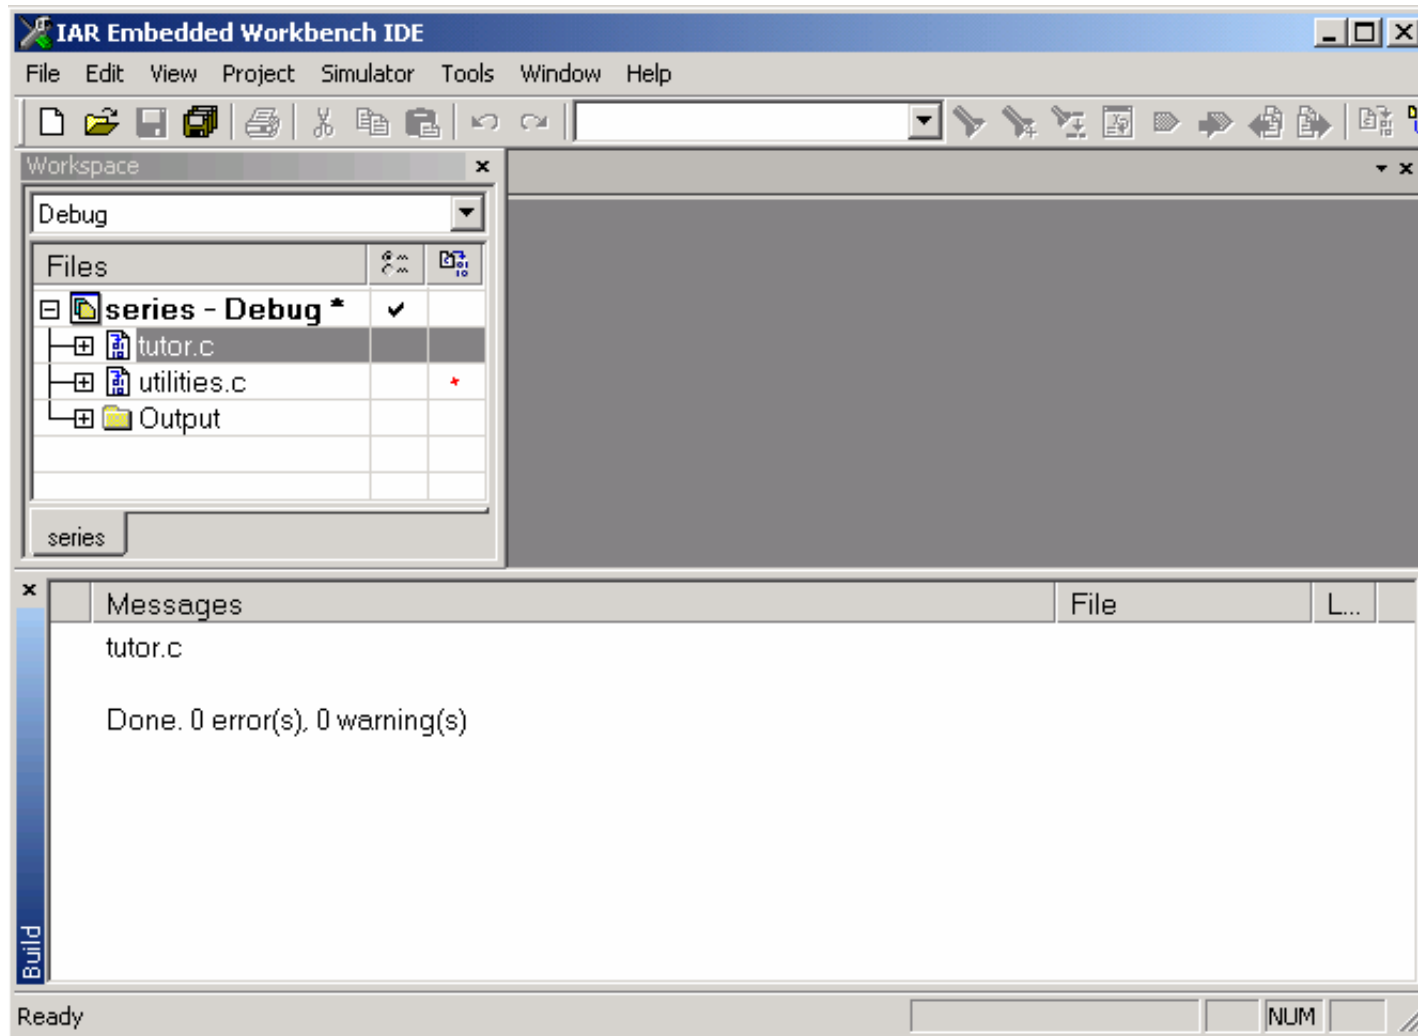 IAR Embedded Workbench IDE
File Edit View Project Simulator Tools Window Help
Workspace
Debug
Files
series - Debug *
tutor.c
utilities.c
Output
series
Messages File L...
tutor.c
Done. 0 error(s), 0 warning(s)
Build
Ready NUM